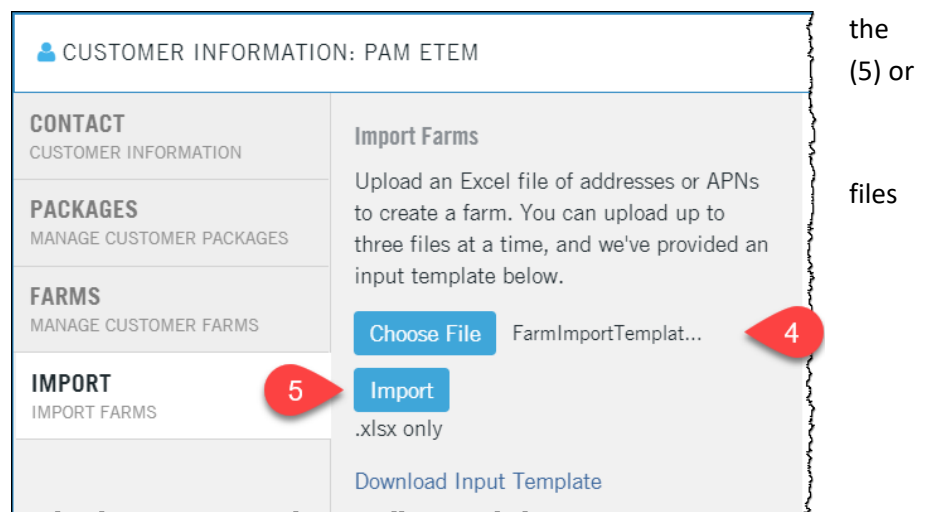 the
CUSTOMER INFORMATION: PAM ETEM
(5) or
CONTACT
CUSTOMER INFORMATION
PACKAGES
MANAGE CUSTOMER PACKAGES
FARMS
MANAGE CUSTOMER FARMS
IMPORT
IMPORT FARMS
Import Farms
Upload an Excel file of addresses or APNs
to create a farm. You can upload up to
three files at a time, and we've provided an
input template below.
Choose File FarmImportTemplat... 4
5 Import
.xlsx only
Download Input Template
files